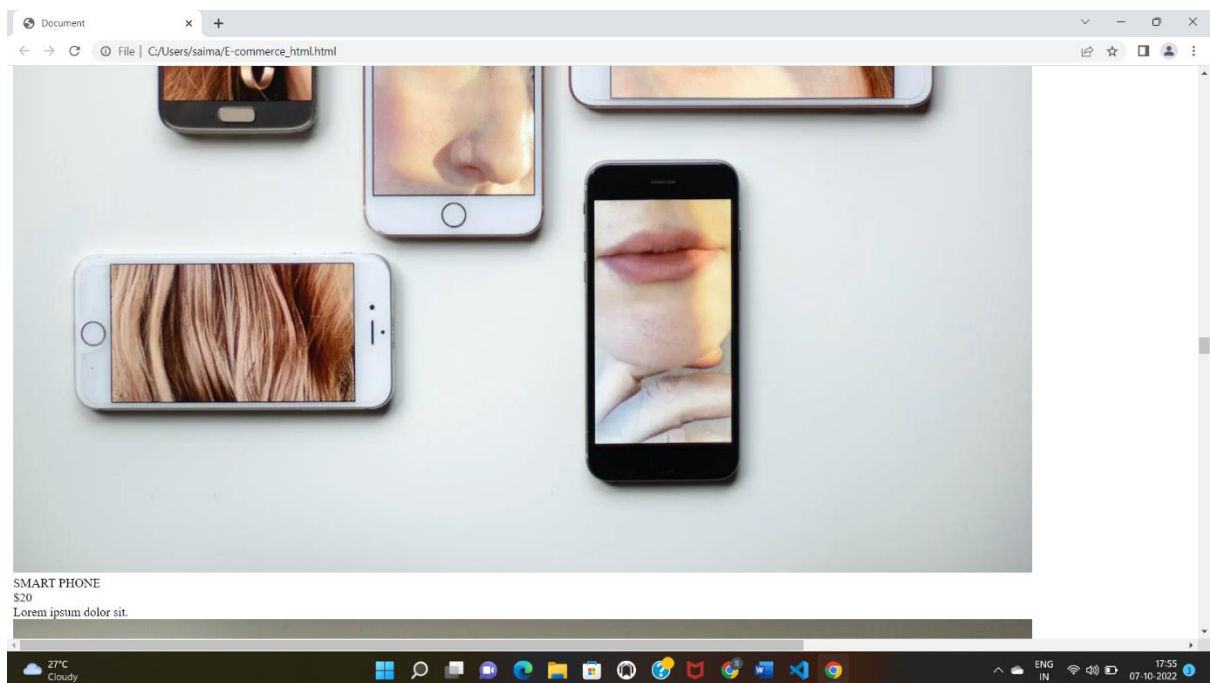 Document
File | C:/Users/saima/E-commerce_html.html
SMART PHONE
$20
Lorem ipsum dolor sit.
27°C
Cloudy
ENG
IN
17:55
07-10-2022
3